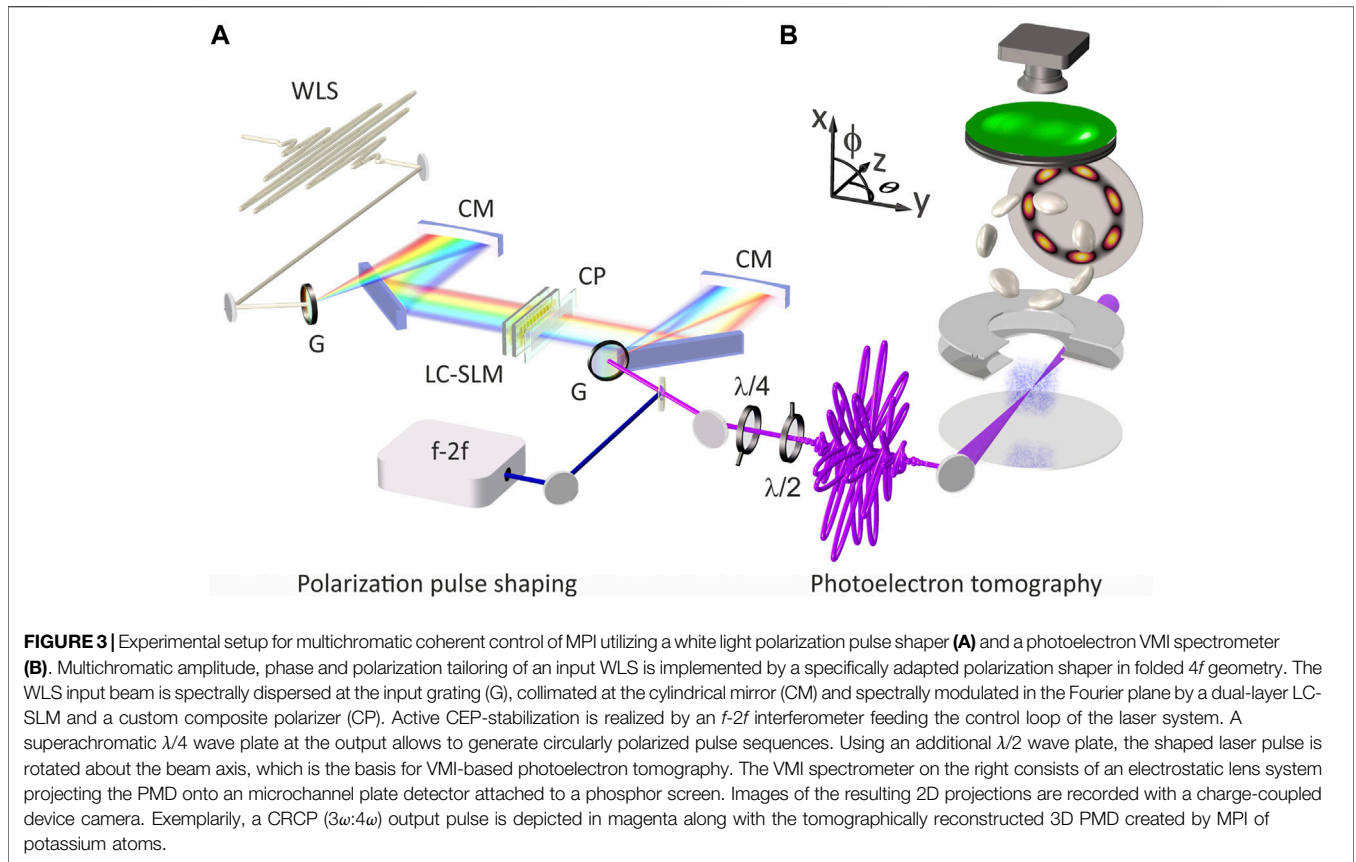 A
B
WLS
x
ϕ
z
θ
y
CM
CM
CP
G
LC-SLM
G
λ/4
f-2f
λ/2
Polarization pulse shaping
Photoelectron tomography
FIGURE 3 | Experimental setup for multichromatic coherent control of MPI utilizing a white light polarization pulse shaper (A) and a photoelectron VMI spectrometer
(B). Multichromatic amplitude, phase and polarization tailoring of an input WLS is implemented by a specifically adapted polarization shaper in folded 4f geometry. The
WLS input beam is spectrally dispersed at the input grating (G), collimated at the cylindrical mirror (CM) and spectrally modulated in the Fourier plane by a dual-layer LC-
SLM and a custom composite polarizer (CP). Active CEP-stabilization is realized by an f-2f interferometer feeding the control loop of the laser system. A
superachromatic λ/4 wave plate at the output allows to generate circularly polarized pulse sequences. Using an additional λ/2 wave plate, the shaped laser pulse is
rotated about the beam axis, which is the basis for VMI-based photoelectron tomography. The VMI spectrometer on the right consists of an electrostatic lens system
projecting the PMD onto an microchannel plate detector attached to a phosphor screen. Images of the resulting 2D projections are recorded with a charge-coupled
device camera. Exemplarily, a CRCP (3ω:4ω) output pulse is depicted in magenta along with the tomographically reconstructed 3D PMD created by MPI of
potassium atoms.